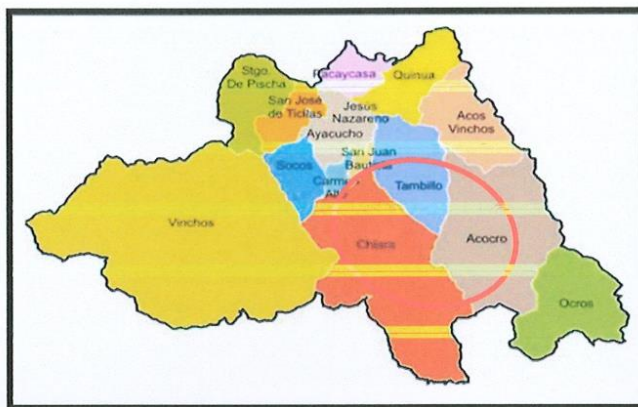 Pacaycasa
Quinua
Stgo.
De Pischa
San José
de Ticllas
Jesus
Nazareno
Acos
Vinchos
Ayacucho
San Juan
Bautista
Socos
Carmen
Alto
Tambillo
Vinchos
Chiara
Acocro
Ocros